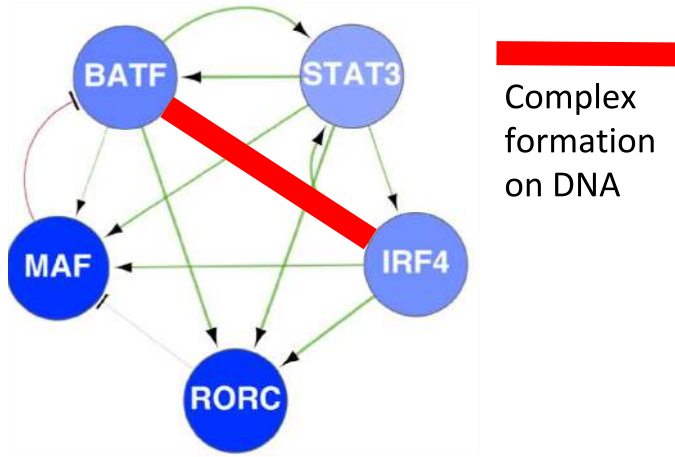 BATF
STAT3
Complex
formation
on DNA
MAF
IRF4
RORC